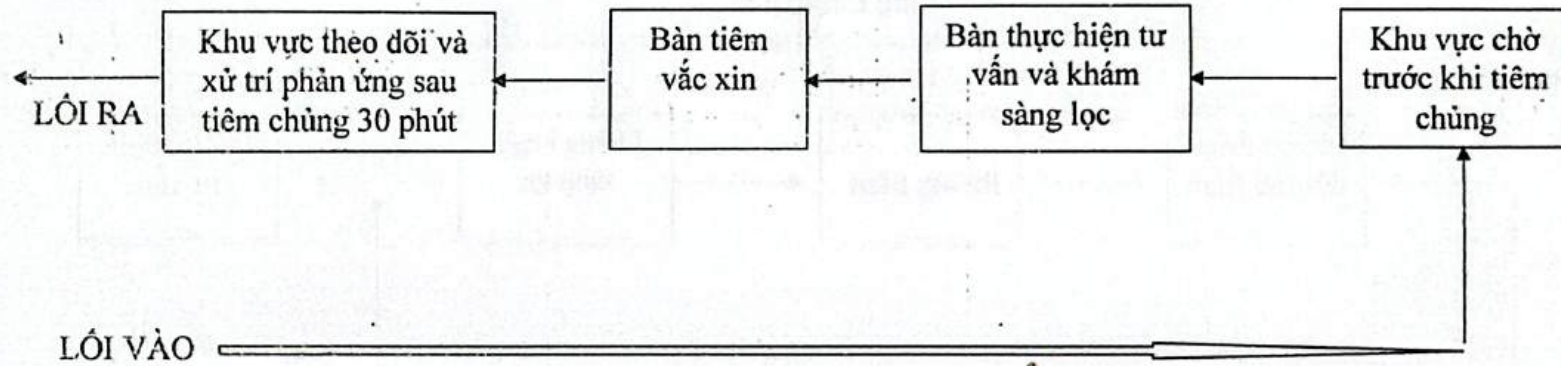 Khu vực theo dõi và
xử trí phản ứng sau
tiêm chủng 30 phút
Bàn tiêm
vắc xin
Bàn thực hiện tư
vấn và khám
sàng lọc
Khu vực chờ
trước khi tiêm
chủng
LỐI RA
LỐI VÀO